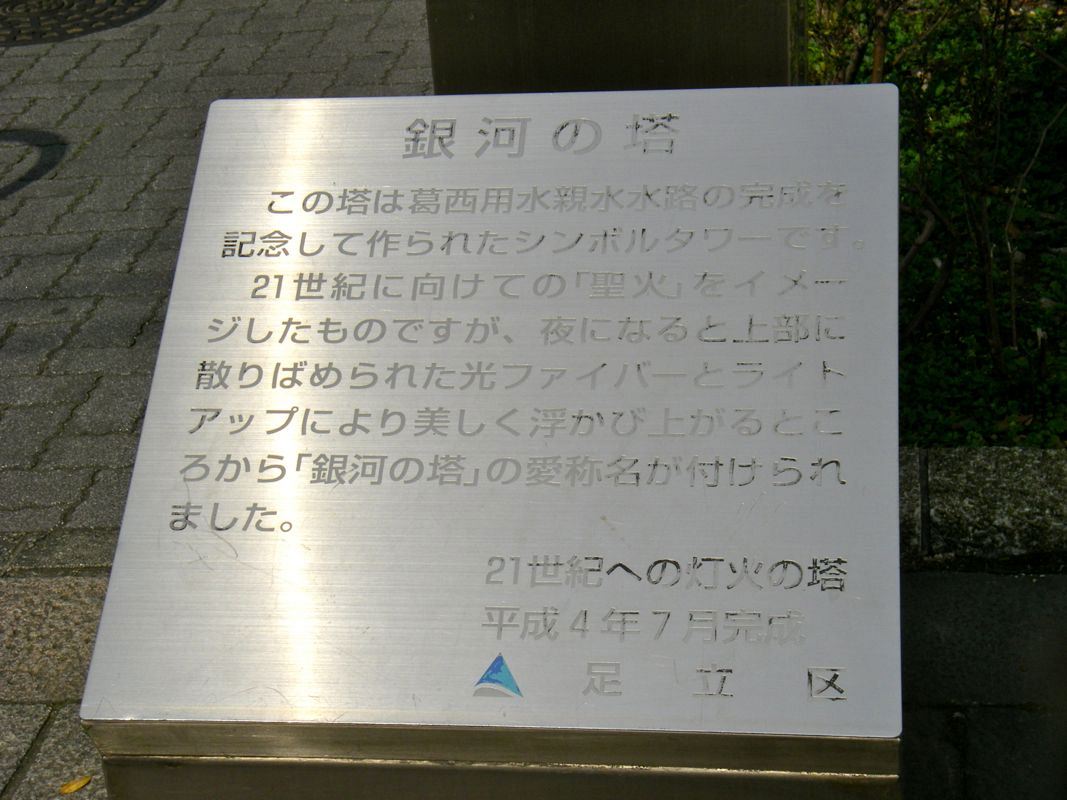 銀河の塔
この塔は葛西用水親水水路の完成を
記念して作られたシンボルタワーです。
21世紀に向けての「聖火」をイメー
ジしたものですが、夜になると上部に
散りばめられた光ファイバーとライト
アップにより美しく浮かび上がるとこ
ろから「銀河の塔」の愛称名が付けられ
ました。
21世紀への灯火の塔
平成4年7月完成
足立区